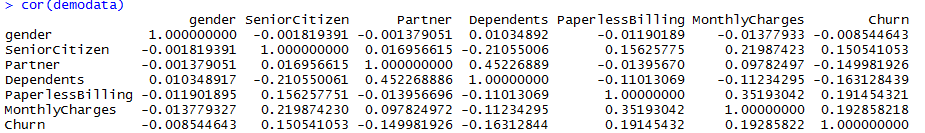 > cor(demodata)
gender SeniorCitizen Partner Dependents PaperlessBilling MonthlyCharges Churn
gender 1.000000000 -0.001819391 -0.001379051 0.01034892 -0.01190189 -0.01377933 -0.008544643
SeniorCitizen -0.001819391 1.000000000 0.016956615 -0.21055006 0.15625775 0.21987423 0.150541053
Partner -0.001379051 0.016956615 1.000000000 0.45226889 -0.01395670 0.09782497 -0.149981926
Dependents 0.010348917 -0.210550061 0.452268886 1.00000000 -0.11013069 -0.11234295 -0.163128439
PaperlessBilling -0.011901895 0.156257751 -0.013956696 -0.11013069 1.00000000 0.35193042 0.191454321
MonthlyCharges -0.013779327 0.219874230 0.097824972 -0.11234295 0.35193042 1.00000000 0.192858218
Churn -0.008544643 0.150541053 -0.149981926 -0.16312844 0.19145432 0.19285822 1.000000000